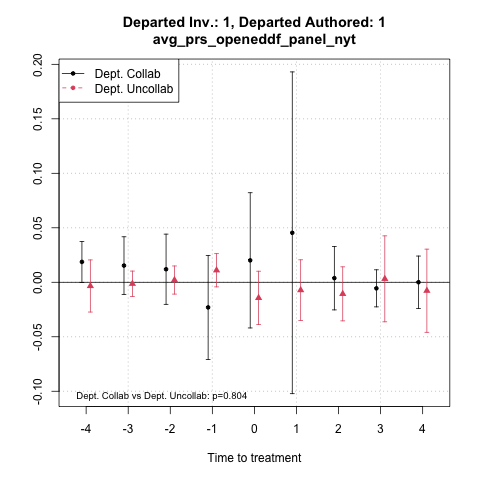 Departed Inv.: 1, Departed Authored: 1
avg_prs_openeddf_panel_nyt
Dept. Collab
Dept. Uncollab
0.20
0.15
0.10
0.05
0.00
-0.05
-0.10
Dept. Collab vs Dept. Uncollab: p=0.804
-4 -3 -2 -1 0 1 2 3 4
Time to treatment